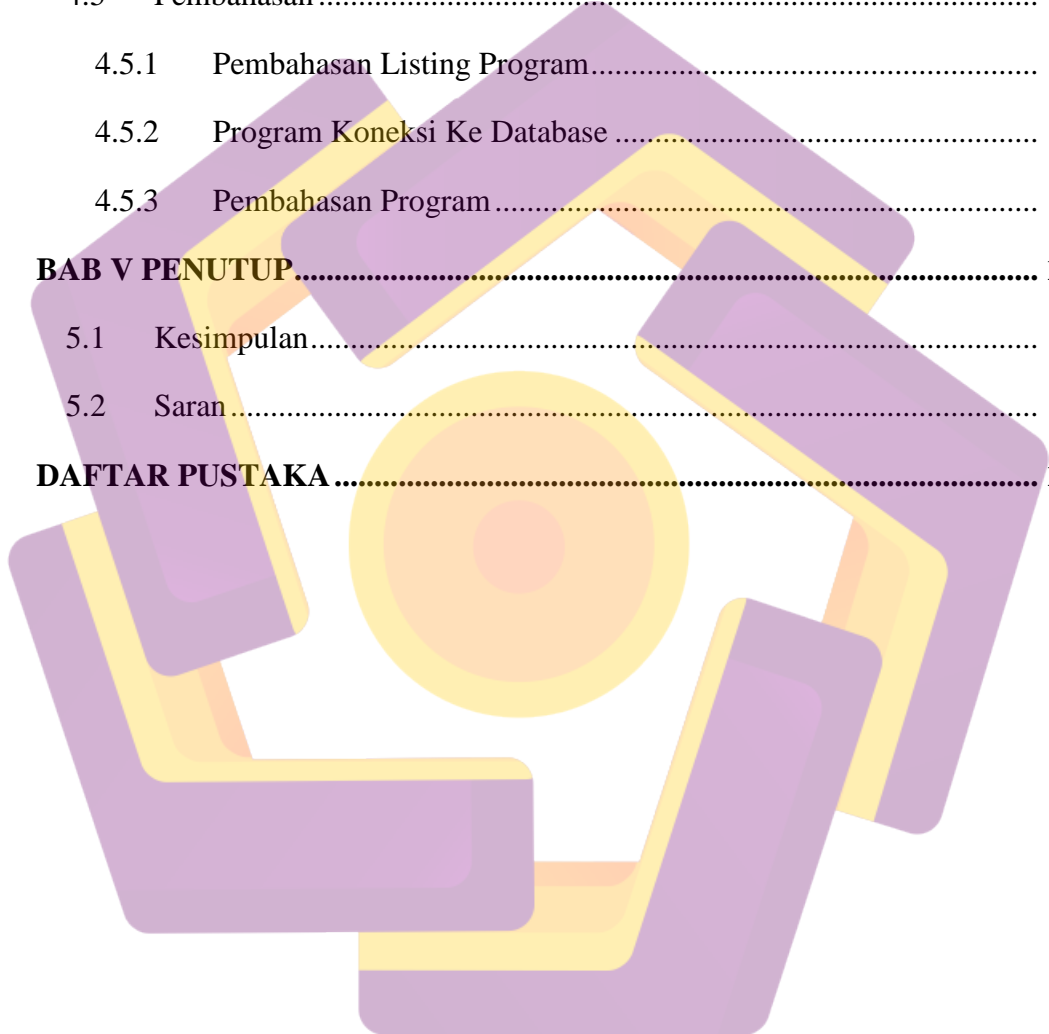 Pembahasan........................................................................................
4.5.1 Pembahasan Listing Program........................................................
4.5.2 Program Koneksi Ke Database .....................................................
4.5.3 Pembahasan Program ....................................................................
BAB V PENUTUP...........................................................................................
5.1 Kesimpulan..........................................................................................
5.2 Saran ...................................................................................................
DAFTAR PUSTAKA ......................................................................................